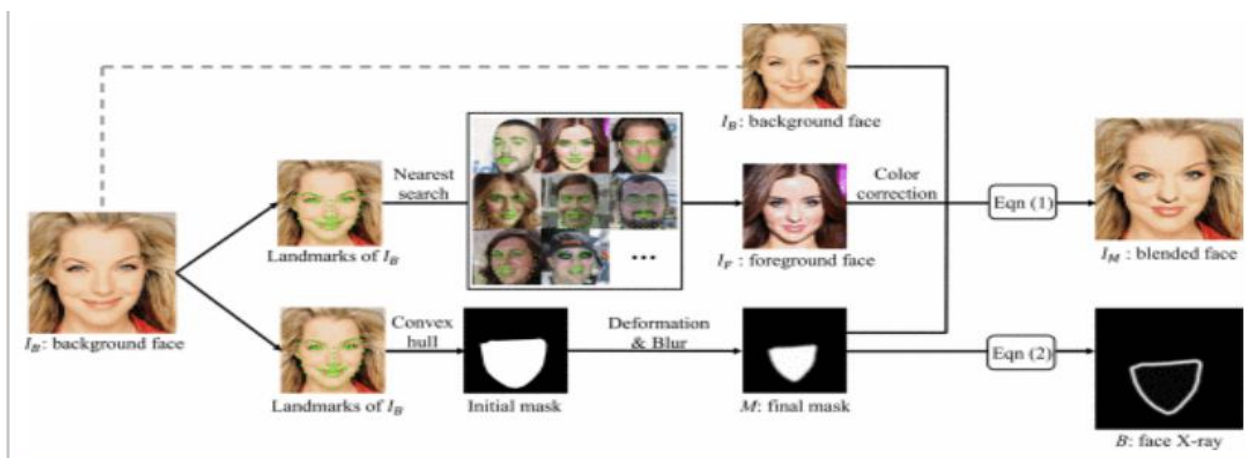 I_B: background face
Nearest
search
Color
correction
Eqn (1)
Landmarks of I_B
I_F : foreground face
I_M : blended face
I_B: background face
Convex
hull
Deformation
& Blur
Eqn (2)
Landmarks of I_B
Initial mask
M: final mask
B: face X-ray
...